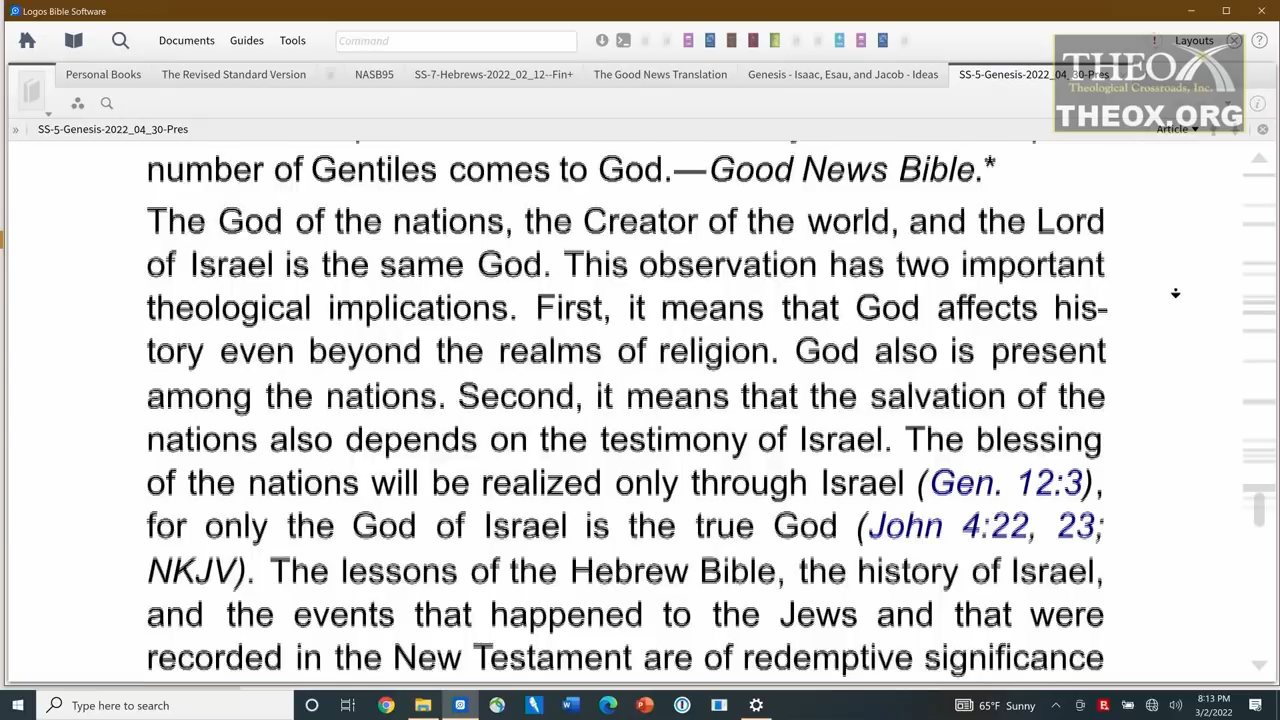 Logos Bible Software
Documents Guides Tools Command Layouts
THEOX
Theological Crossroads, Inc.
THEOX.ORG
Personal Books The Revised Standard Version NASB95 SS-7-Hebrews-2022_02_12--Fin+ The Good News Translation Genesis - Isaac, Esau, and Jacob - Ideas SS-5-Genesis-2022_04_30-Pres
» SS-5-Genesis-2022_04_30-Pres Article
number of Gentiles comes to God.—Good News Bible.*
The God of the nations, the Creator of the world, and the Lord
of Israel is the same God. This observation has two important
theological implications. First, it means that God affects his-
tory even beyond the realms of religion. God also is present
among the nations. Second, it means that the salvation of the
nations also depends on the testimony of Israel. The blessing
of the nations will be realized only through Israel (Gen. 12:3),
for only the God of Israel is the true God (John 4:22, 23;
NKJV). The lessons of the Hebrew Bible, the history of Israel,
and the events that happened to the Jews and that were
recorded in the New Testament are of redemptive significance
Type here to search 65°F Sunny 8:13 PM
3/2/2022